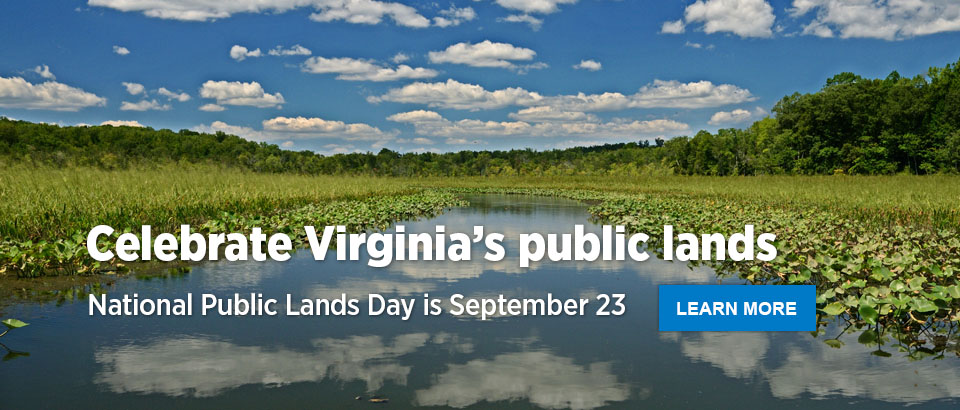 Celebrate Virginia's public lands
National Public Lands Day is September 23
LEARN MORE